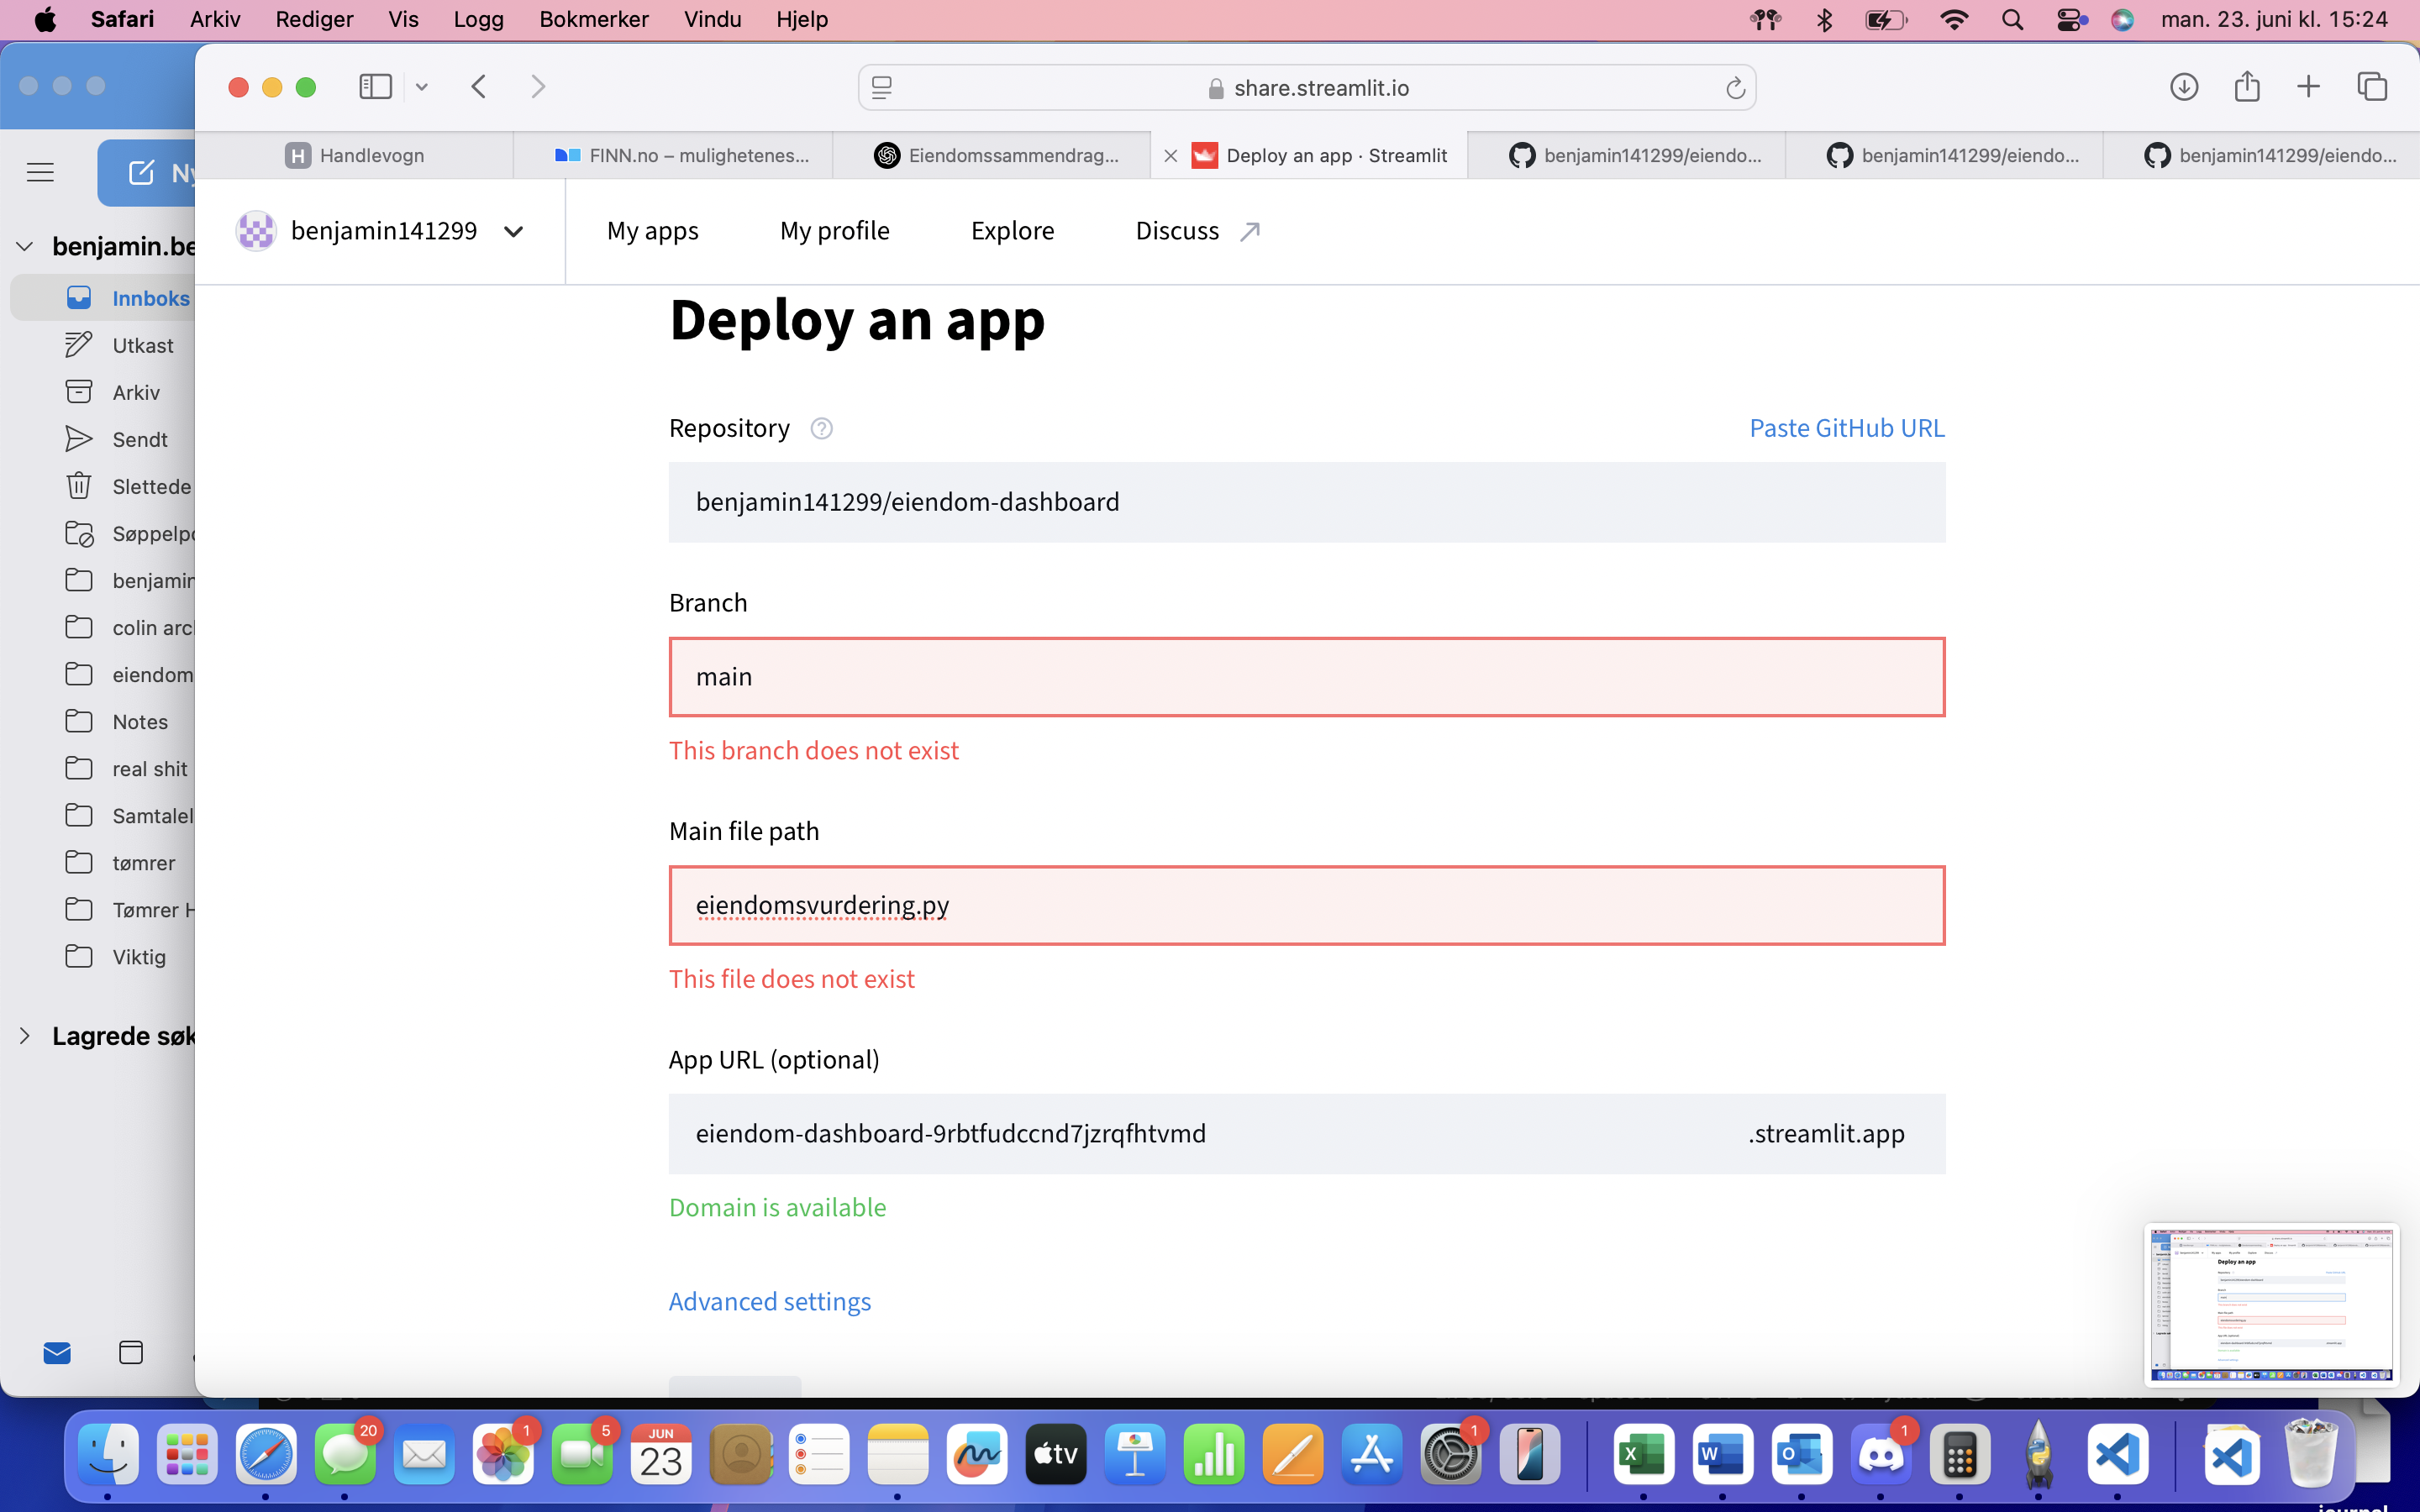 Safari Arkiv Rediger Vis Logg Bokmerker Vindu Hjelp man. 23. juni kl. 15:24
share.streamlit.io
H Handlevogn FINN.no – mulighetenes... Eiendomssammendrag... Deploy an app · Streamlit benjamin141299/eiendo... benjamin141299/eiendo... benjamin141299/eiendo...
Ny
benjamin.be
Innboks
Utkast
Arkiv
Sendt
Slettede
Søppelpo
benjamin
colin arc
eiendom
Notes
real shit
Samtalel
tømrer
Tømrer H
Viktig
Lagrede søk
benjamin141299 My apps My profile Explore Discuss
Deploy an app
Repository Paste GitHub URL
benjamin141299/eiendom-dashboard
Branch
main
This branch does not exist
Main file path
eiendomsvurdering.py
This file does not exist
App URL (optional)
eiendom-dashboard-9rbtfudccnd7jzrqfhtvmd .streamlit.app
Domain is available
Advanced settings
Deploy an app
20 1 5 JUN 23 tv 1 X W O 1